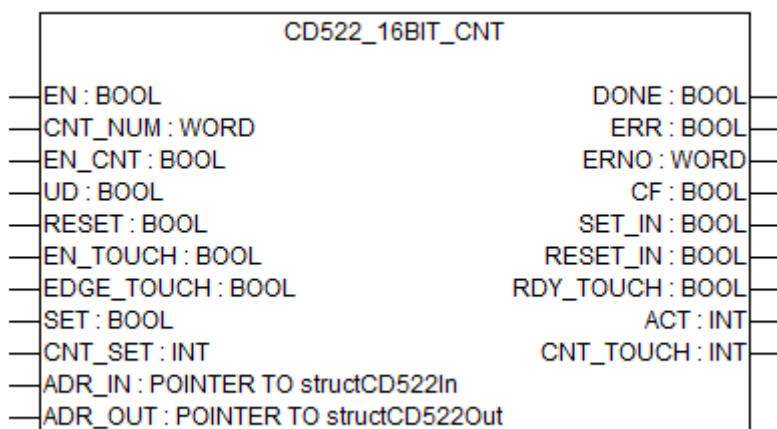 CD522_16BIT_CNT
EN : BOOL DONE : BOOL
CNT_NUM : WORD ERR : BOOL
EN_CNT : BOOL ERNO : WORD
UD : BOOL CF : BOOL
RESET : BOOL SET_IN : BOOL
EN_TOUCH : BOOL RESET_IN : BOOL
EDGE_TOUCH : BOOL RDY_TOUCH : BOOL
SET : BOOL ACT : INT
CNT_SET : INT CNT_TOUCH : INT
ADR_IN : POINTER TO structCD522In
ADR_OUT : POINTER TO structCD522Out